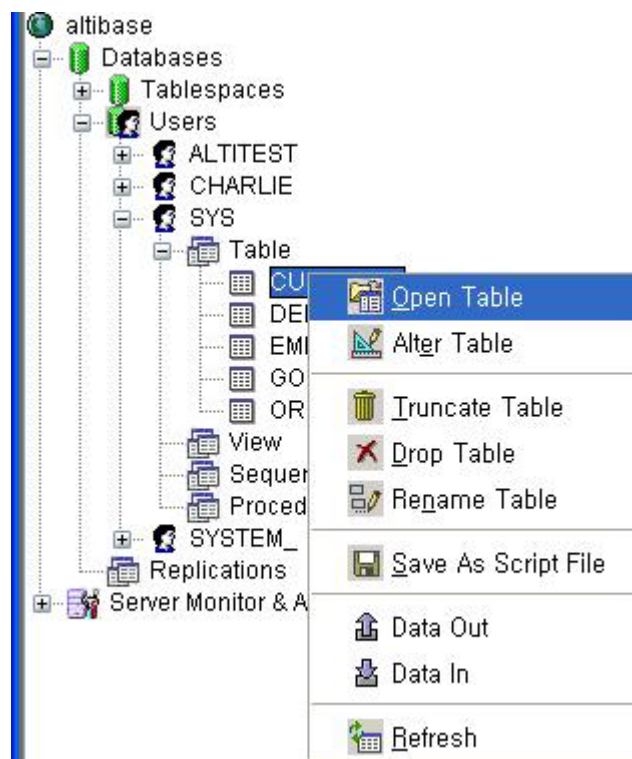 altibase
Databases
Tablespaces
Users
ALTITEST
CHARLIE
SYS
Table
CU
DE
EM
GO
OR
View
Sequen
Proced
SYSTEM_
Replications
Server Monitor & A
Open Table
Alter Table
Truncate Table
Drop Table
Rename Table
Save As Script File
Data Out
Data In
Refresh